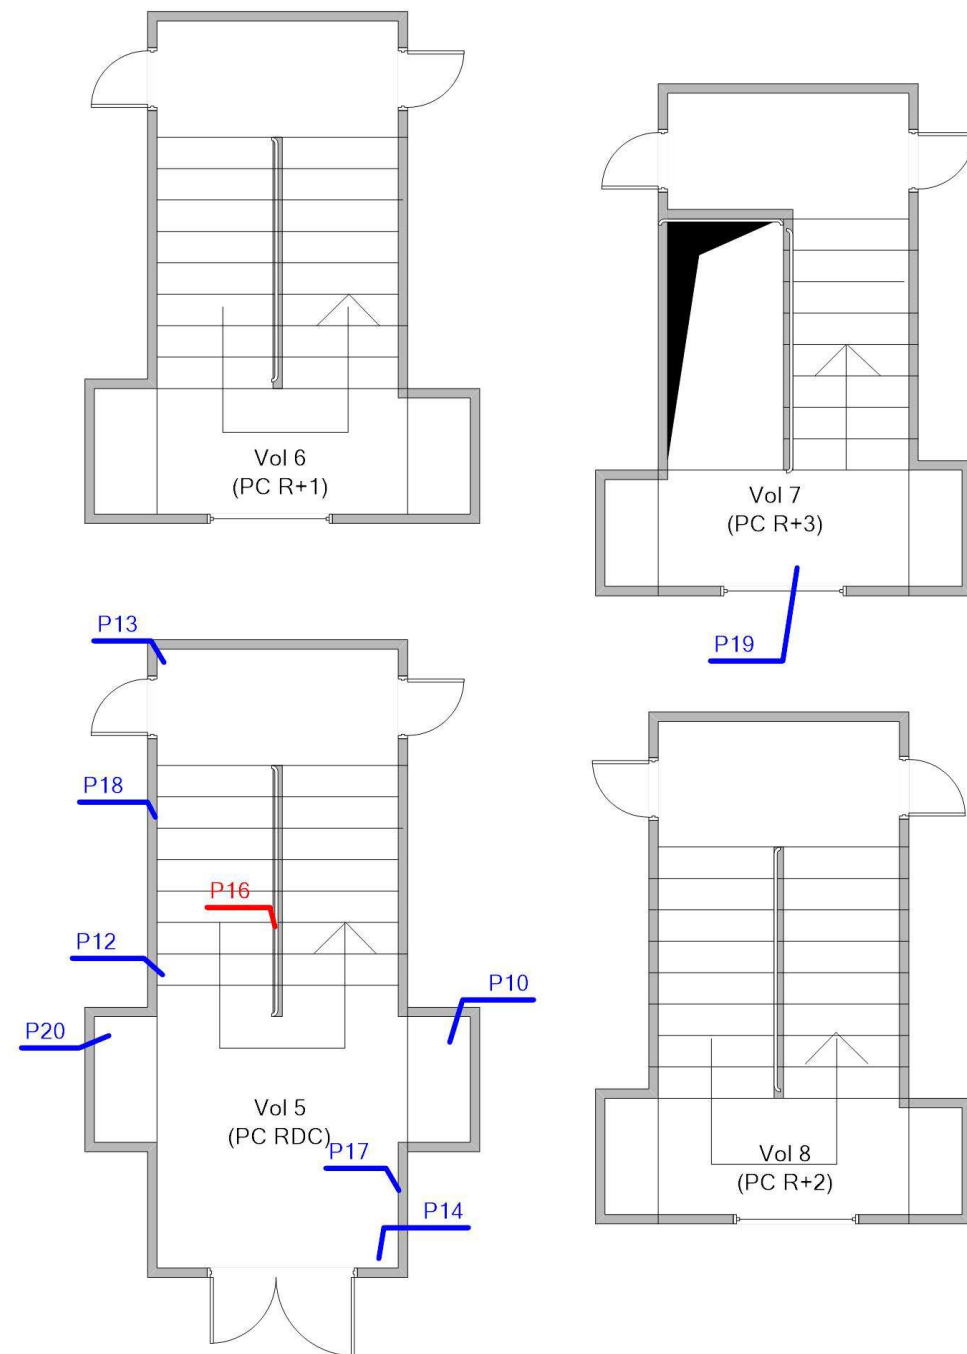 Vol 6
(PC R+1)
Vol 7
(PC R+3)
P19
P13
P18
P16
P12
P10
P20
Vol 5
(PC RDC)
P17
P14
Vol 8
(PC R+2)